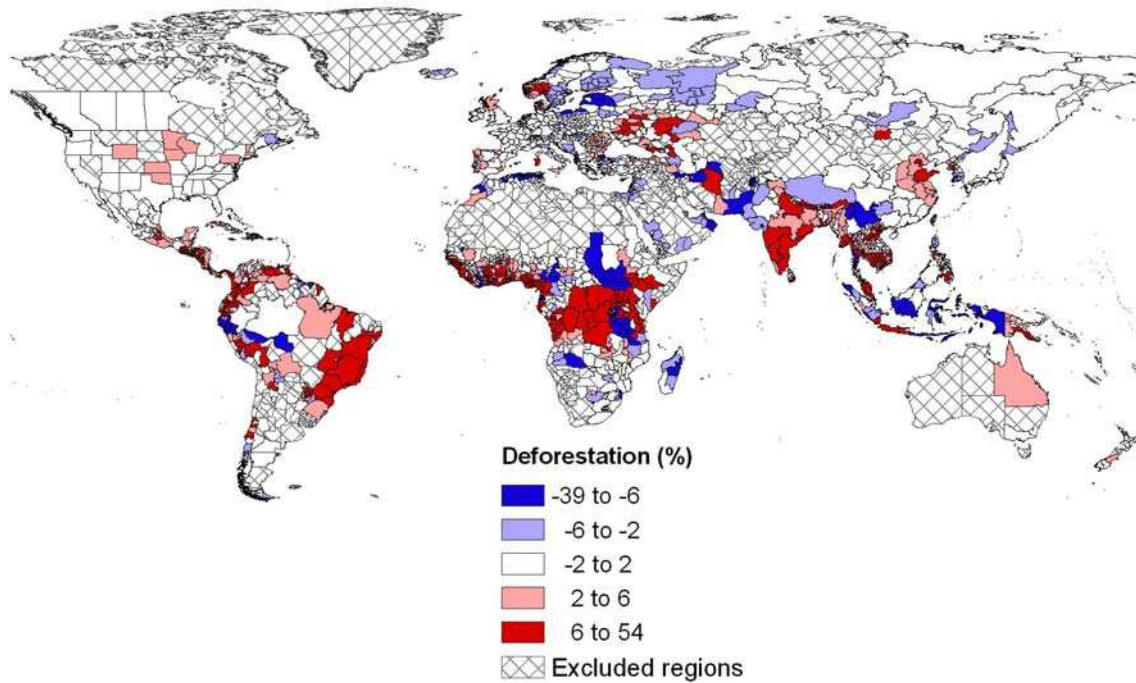 Deforestation (%)
-39 to -6
-6 to -2
-2 to 2
2 to 6
6 to 54
Excluded regions